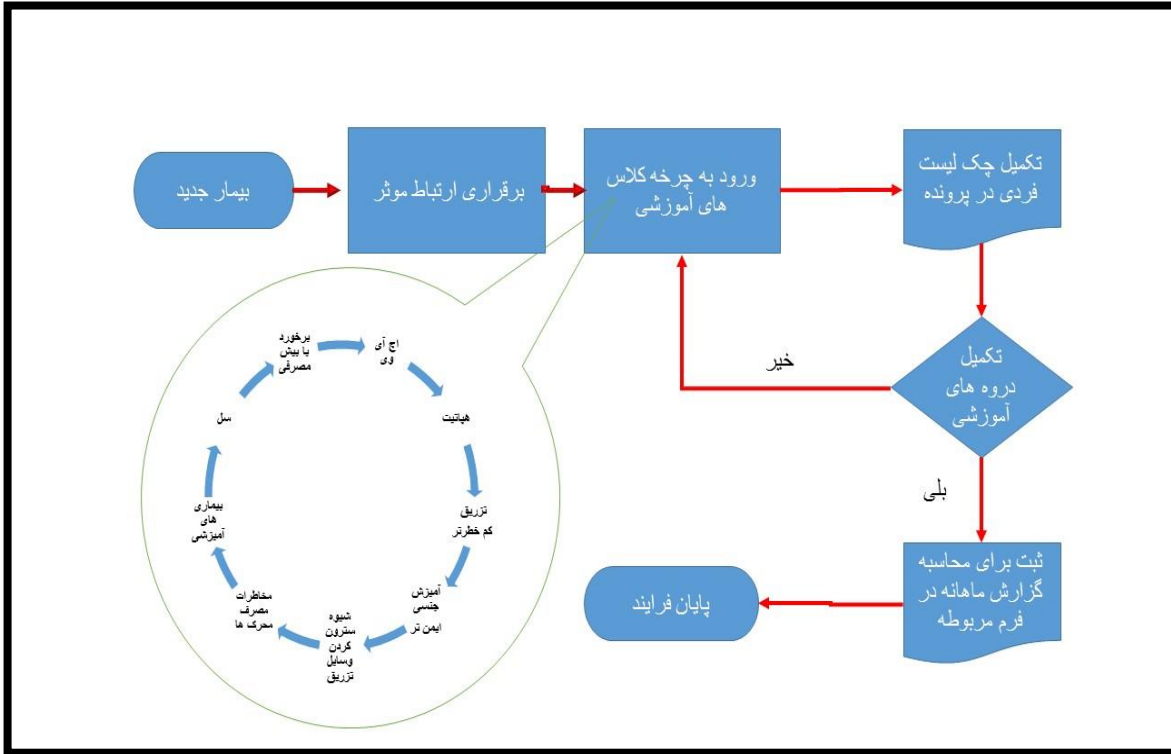 بیمار جدید
برقراری ارتباط موثر
ورود به چرخه کلاس
های آموزشی
تکمیل چک لیست
فردی در پرونده
تکمیل
دروه های
آموزشی
خیر
بلی
ثبت برای محاسبه
گزارش ماهانه در
فرم مربوطه
پایان فرایند
اچ آی
وی
هپاتیت
تزریق
کم خطرتر
آمیزش
جنسی
ایمن تر
شیوه
سترون
کردن
وسایل
تزریق
مخاطرات
مصرف
محرک ها
بیماری
های
آمیزشی
سل
برخورد
با بیش
مصرفی